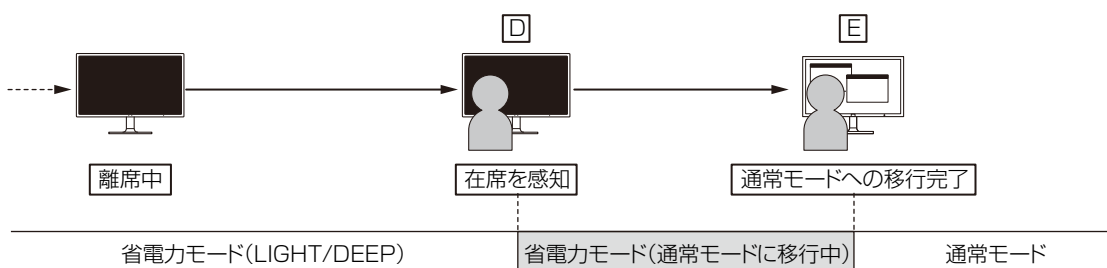 D
E
離席中
在席を感知
通常モードへの移行完了
省電力モード(LIGHT/DEEP)
省電力モード(通常モードに移行中)
通常モード